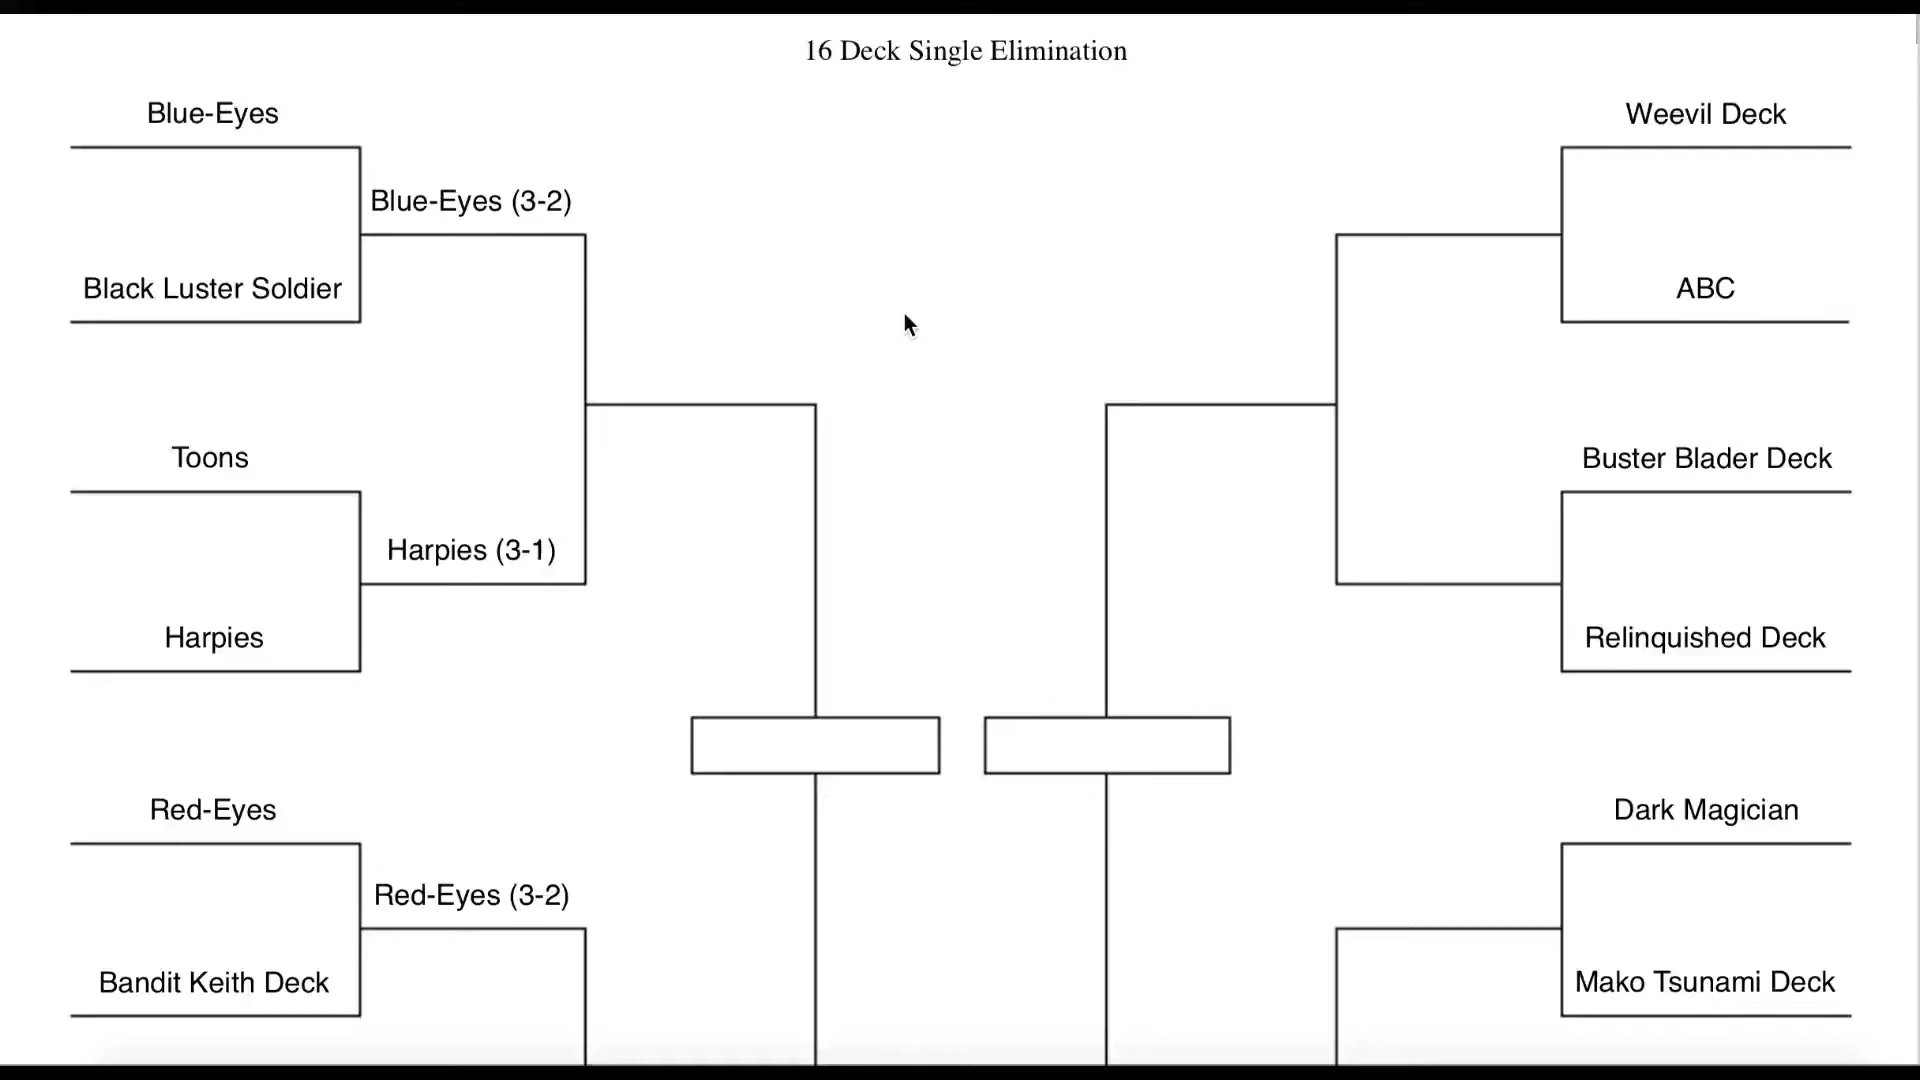 16 Deck Single Elimination
Blue-Eyes
Blue-Eyes (3-2)
Black Luster Soldier
Toons
Harpies (3-1)
Harpies
Red-Eyes
Red-Eyes (3-2)
Bandit Keith Deck
Weevil Deck
ABC
Buster Blader Deck
Relinquished Deck
Dark Magician
Mako Tsunami Deck